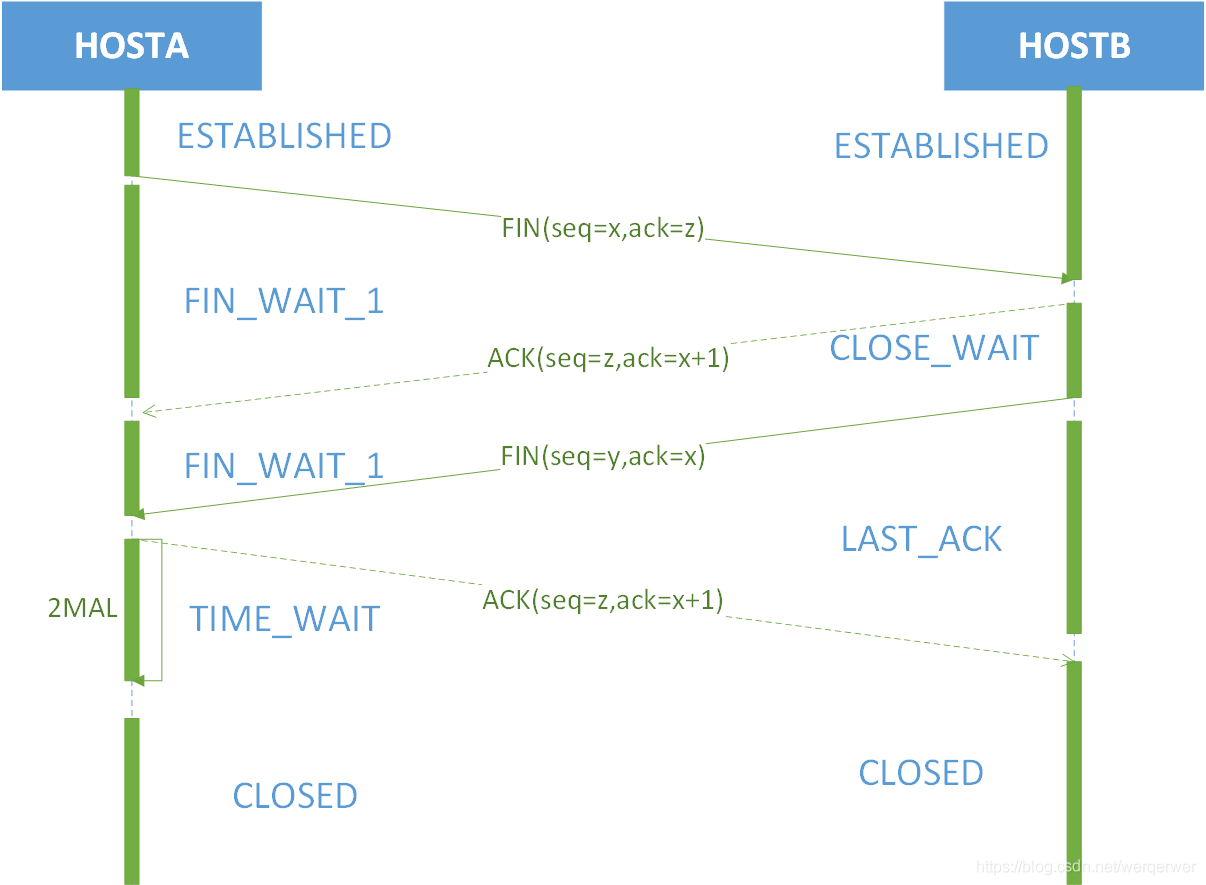 HOSTA
HOSTB
ESTABLISHED
ESTABLISHED
FIN(seq=x,ack=z)
FIN_WAIT_1
CLOSE_WAIT
ACK(seq=z,ack=x+1)
FIN_WAIT_1
FIN(seq=y,ack=x)
LAST_ACK
2MAL
TIME_WAIT
ACK(seq=z,ack=x+1)
CLOSED
CLOSED
https://blog.csdn.net/werqerwer